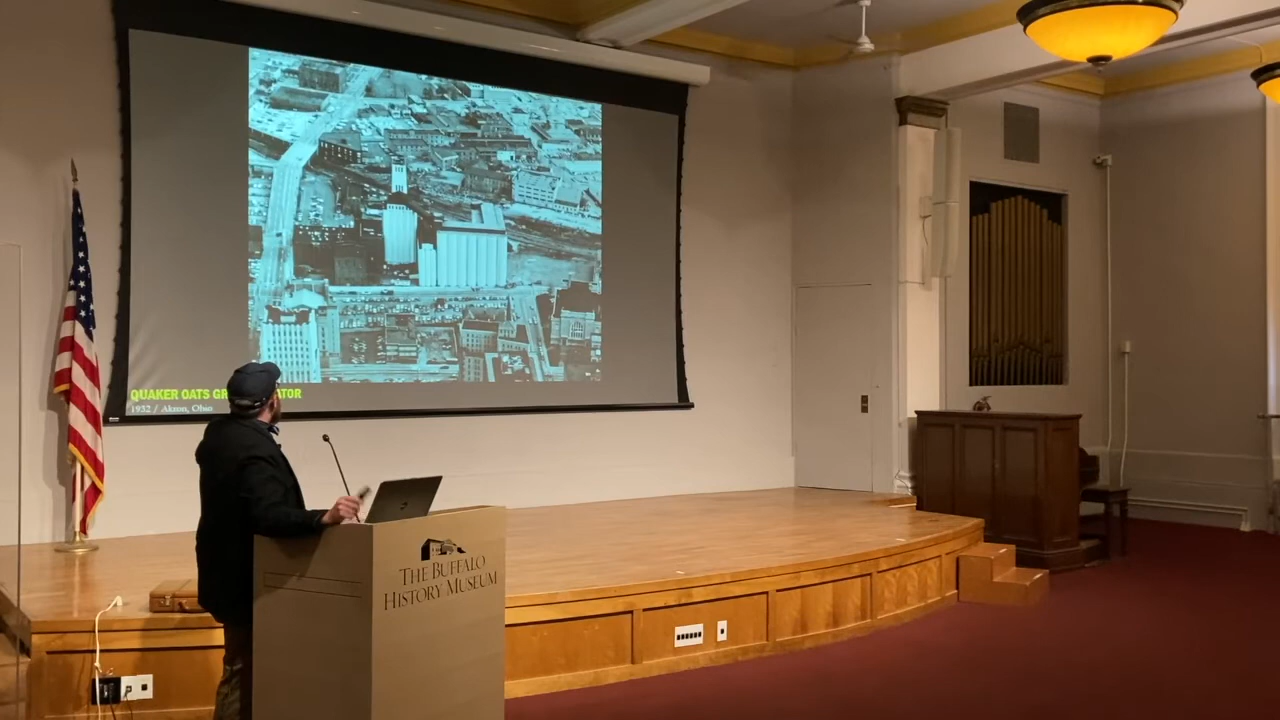 QUAKER OATS GR ATOR
1932 / Akron, Ohio
THE BUFFALO
HISTORY MUSEUM